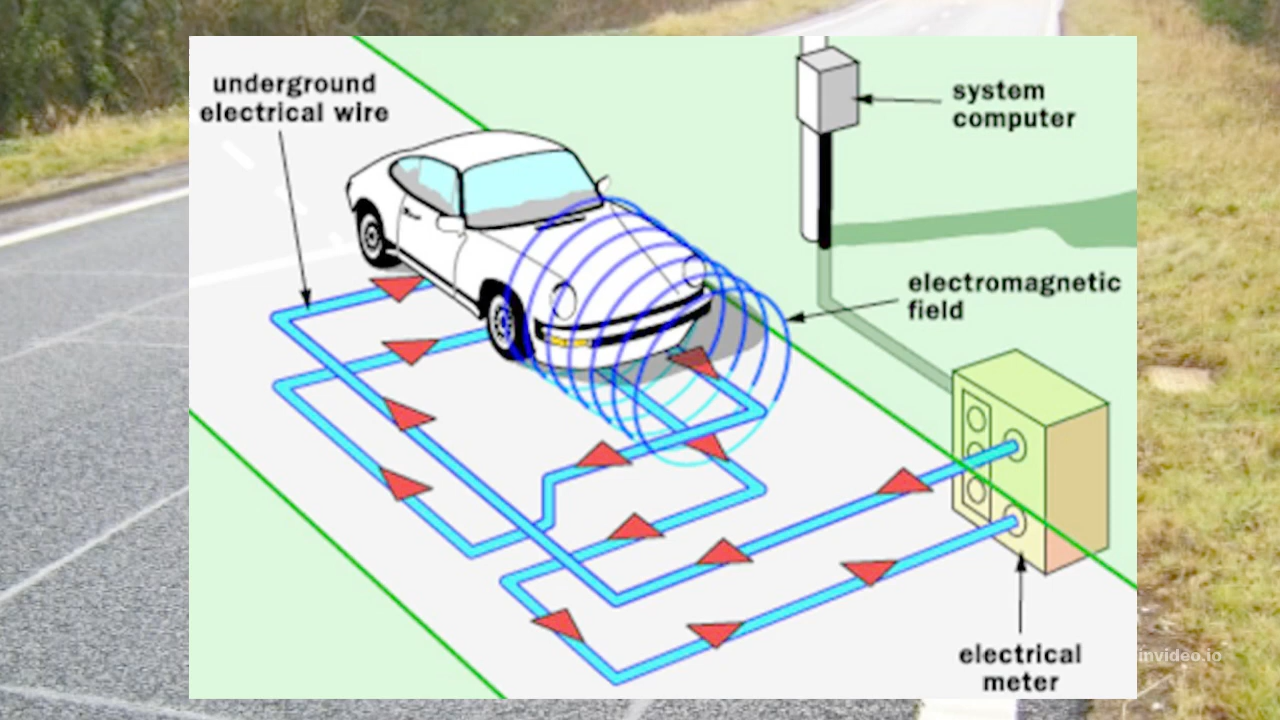 underground
electrical wire
system
computer
electromagnetic
field
electrical
meter
invideo.io